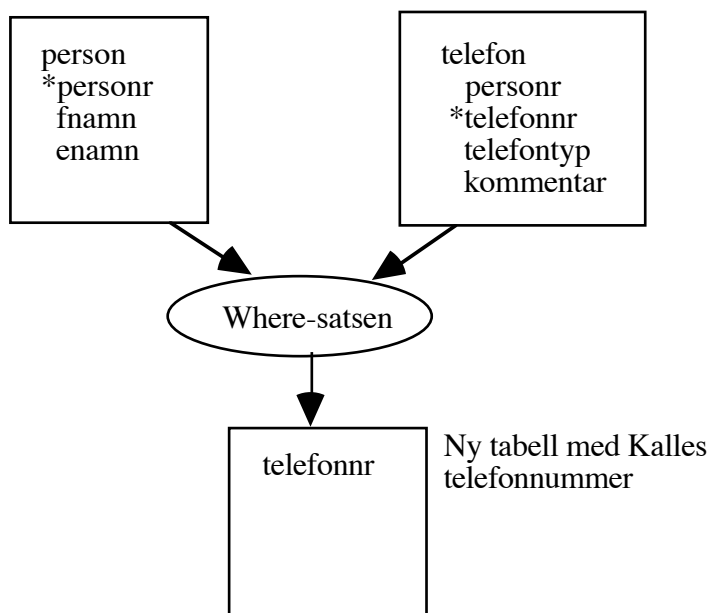 person
*personr
fnamn
enamn
telefon
personr
*telefonnr
telefontyp
kommentar
Where-satsen
telefonnr
Ny tabell med Kalles
telefonnummer